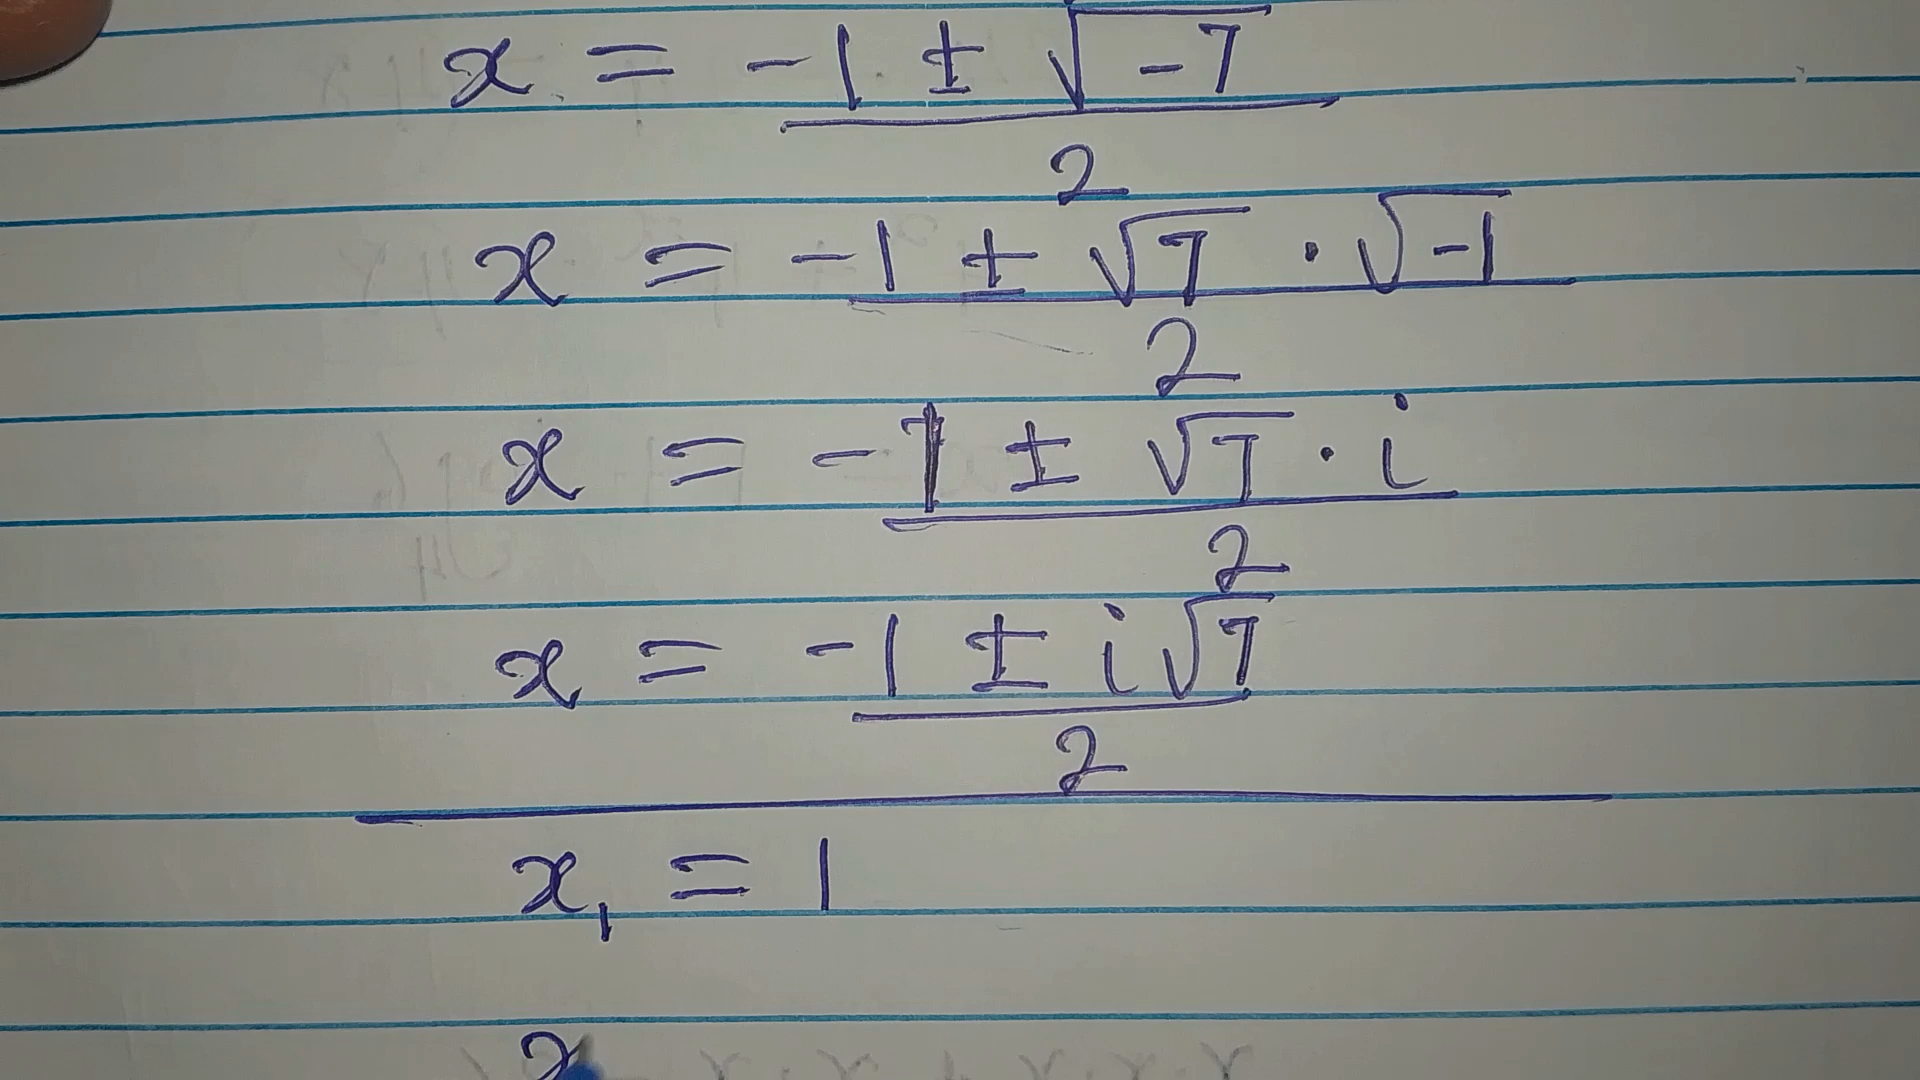 x = -1 ± √-7 / 2
x = -1 ± √7 · √-1 / 2
x = -1 ± √7 · i / 2
x = -1 ± i√7 / 2
x₁ = 1
x